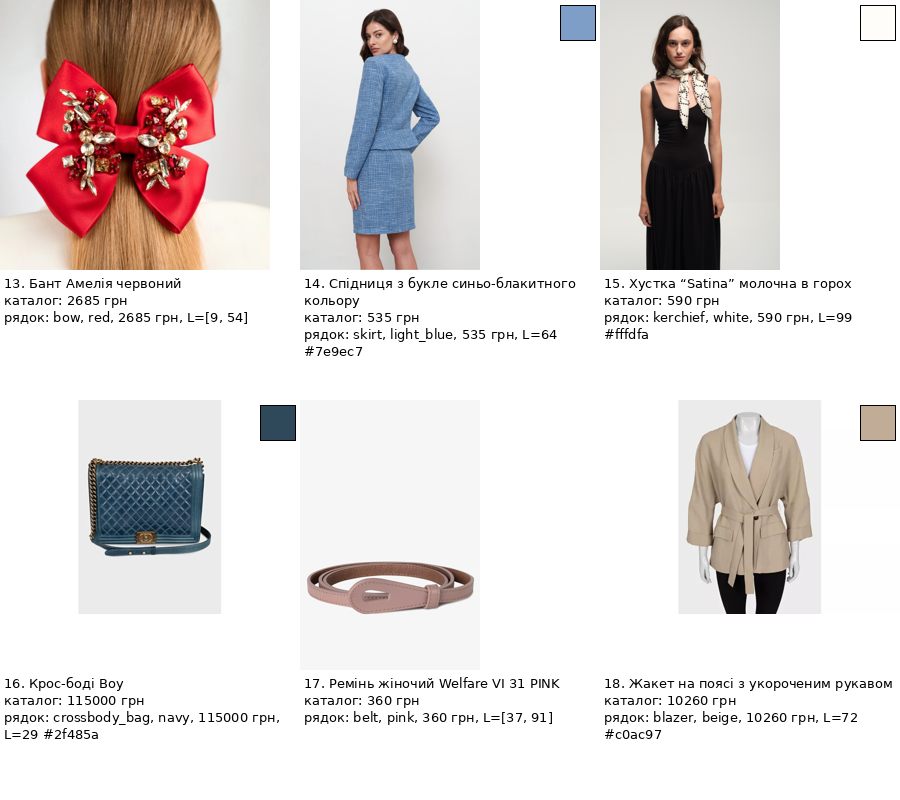 13. Бант Амелія червоний
каталог: 2685 грн
рядок: bow, red, 2685 грн, L=[9, 54]
14. Спідниця з букле синьо-блакитного
кольору
каталог: 535 грн
рядок: skirt, light_blue, 535 грн, L=64
#7e9ec7
15. Хустка “Satina” молочна в горох
каталог: 590 грн
рядок: kerchief, white, 590 грн, L=99
#fffdfa
16. Крос-боді Boy
каталог: 115000 грн
рядок: crossbody_bag, navy, 115000 грн,
L=29 #2f485a
17. Ремінь жіночий Welfare VI 31 PINK
каталог: 360 грн
рядок: belt, pink, 360 грн, L=[37, 91]
18. Жакет на поясі з укороченим рукавом
каталог: 10260 грн
рядок: blazer, beige, 10260 грн, L=72
#c0ac97